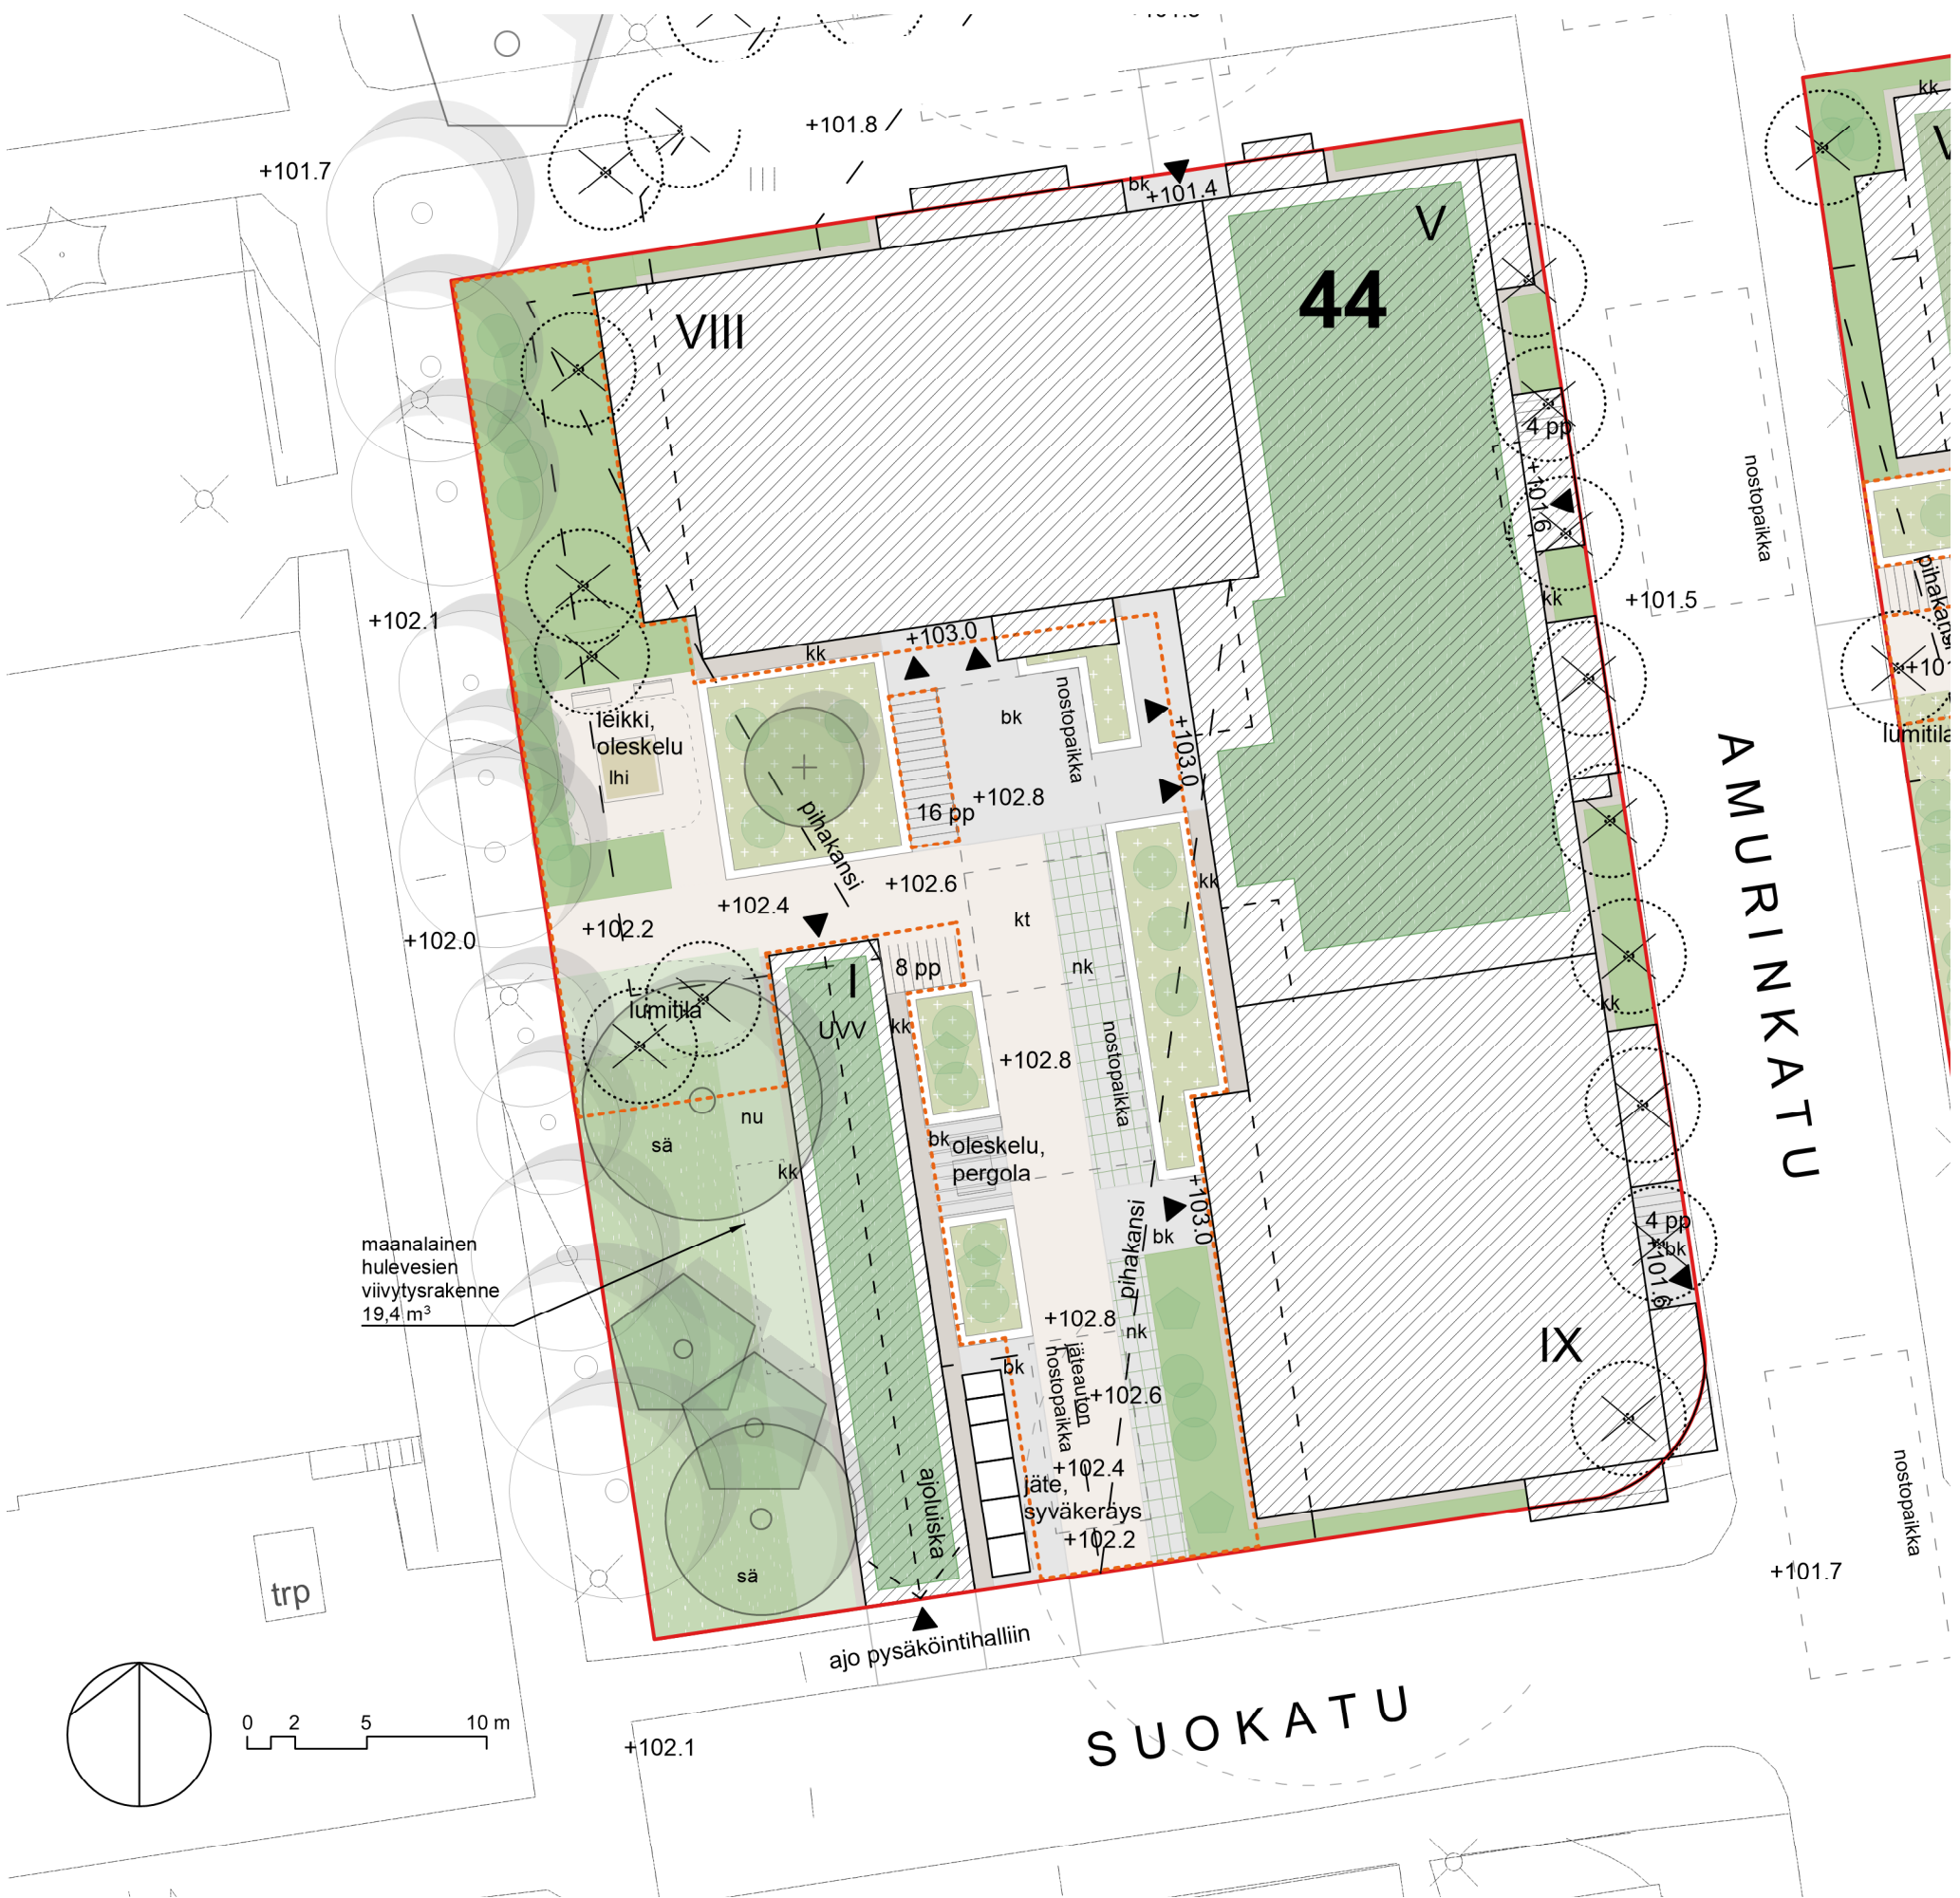 +101.8
+101.7
kk
bk
+101.4
V
44
VIII
4 pp
+101.6
nostopaikka
pihakansi
kk
+101.5
+102.1
+103.0
kk
leikki,
oleskelu
lhi
bk
nostopaikka
+103.0
lumitila
16 pp
+102.8
pihakansi
kk
+102.6
+102.4
kt
+102.2
+102.0
8 pp
nk
I
lumitila
UVV
kk
kk
nostopaikka
+102.8
nu
sä
bk
oleskelu,
pergola
kk
+103.0
pihakansi
bk
4 pp
bk
+101.6
AMURINKATU
maanalainen
hulevesien
viivytysrakenne
19,4 m³
+102.8
nk
IX
bk
jäteauton
nostopaikka
+102.6
+102.4
jäte,
syväkeräys
+102.2
ajoluiska
nostopaikka
sä
+101.7
trp
ajo pysäköintihalliin
0 2 5 10 m
SUOKATU
+102.1